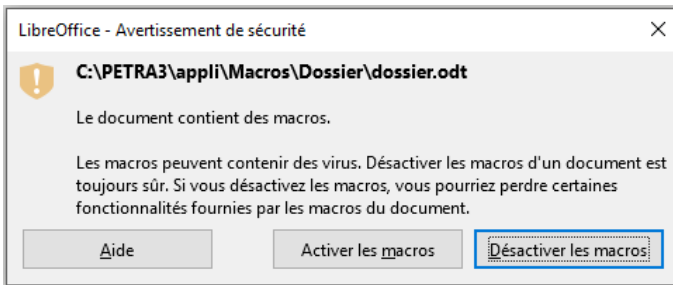 LibreOffice - Avertissement de sécurité
C:\PETRA3\appli\Macros\Dossier\dossier.odt
Le document contient des macros.
Les macros peuvent contenir des virus. Désactiver les macros d'un document est
toujours sûr. Si vous désactivez les macros, vous pourriez perdre certaines
fonctionnalités fournies par les macros du document.
Aide
Activer les macros
Désactiver les macros